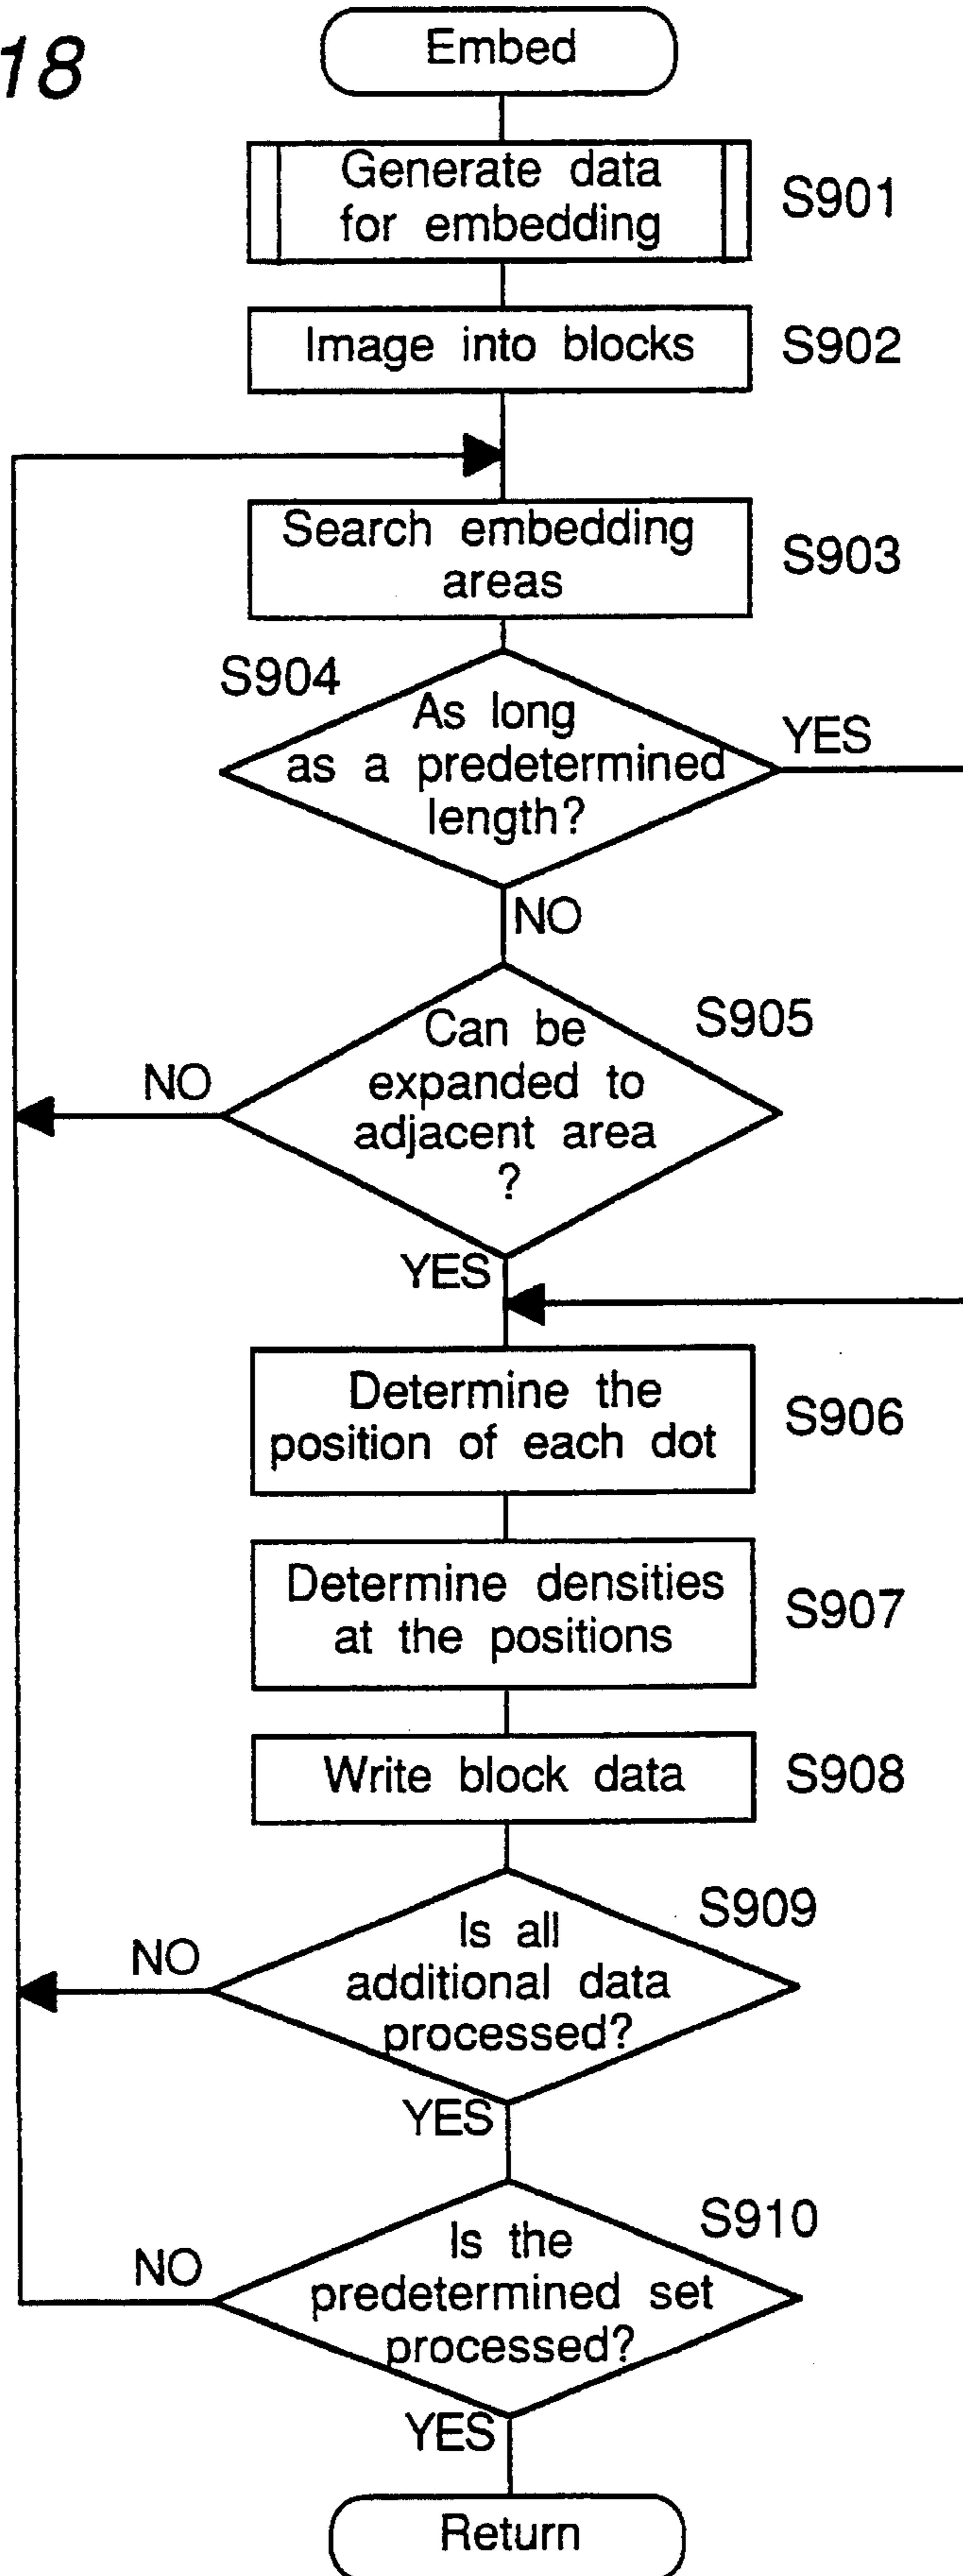 18
Embed
Generate data
for embedding
S901
Image into blocks
S902
Search embedding
areas
S903
S904
As long
as a predetermined
length?
YES
NO
S905
Can be
expanded to
adjacent area
?
NO
YES
Determine the
position of each dot
S906
Determine densities
at the positions
S907
Write block data
S908
S909
Is all
additional data
processed?
NO
YES
S910
Is the
predetermined set
processed?
NO
YES
Return